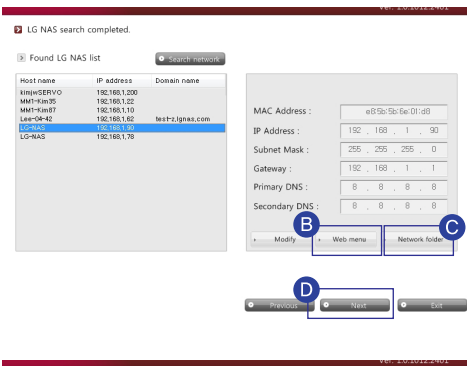 Ver. 1.0.1012.2401
LG NAS search completed.
Found LG NAS list
Search network
Host name IP address Domain name
kimjwSERVO 192,168,1,200
MM1-Kim35 192,168,1,22
MM1-Kim87 192,168,1,10
Lee-04-42 192,168,1,62 test-z,lgnas,com
LG-NAS 192,168,1,90
LG-NAS 192,168,1,78
MAC Address : e8:5b:5b:6e:01:d8
IP Address : 192 . 168 . 1 . 90
Subnet Mask : 255 . 255 . 255 . 0
Gateway : 192 . 168 . 1 . 1
Primary DNS : 8 . 8 . 8 . 8
Secondary DNS : 8 . 8 . 8 . 8
B
C
Modify Web menu Network folder
D
Previous Next Exit
Ver. 1.0.1012.2401